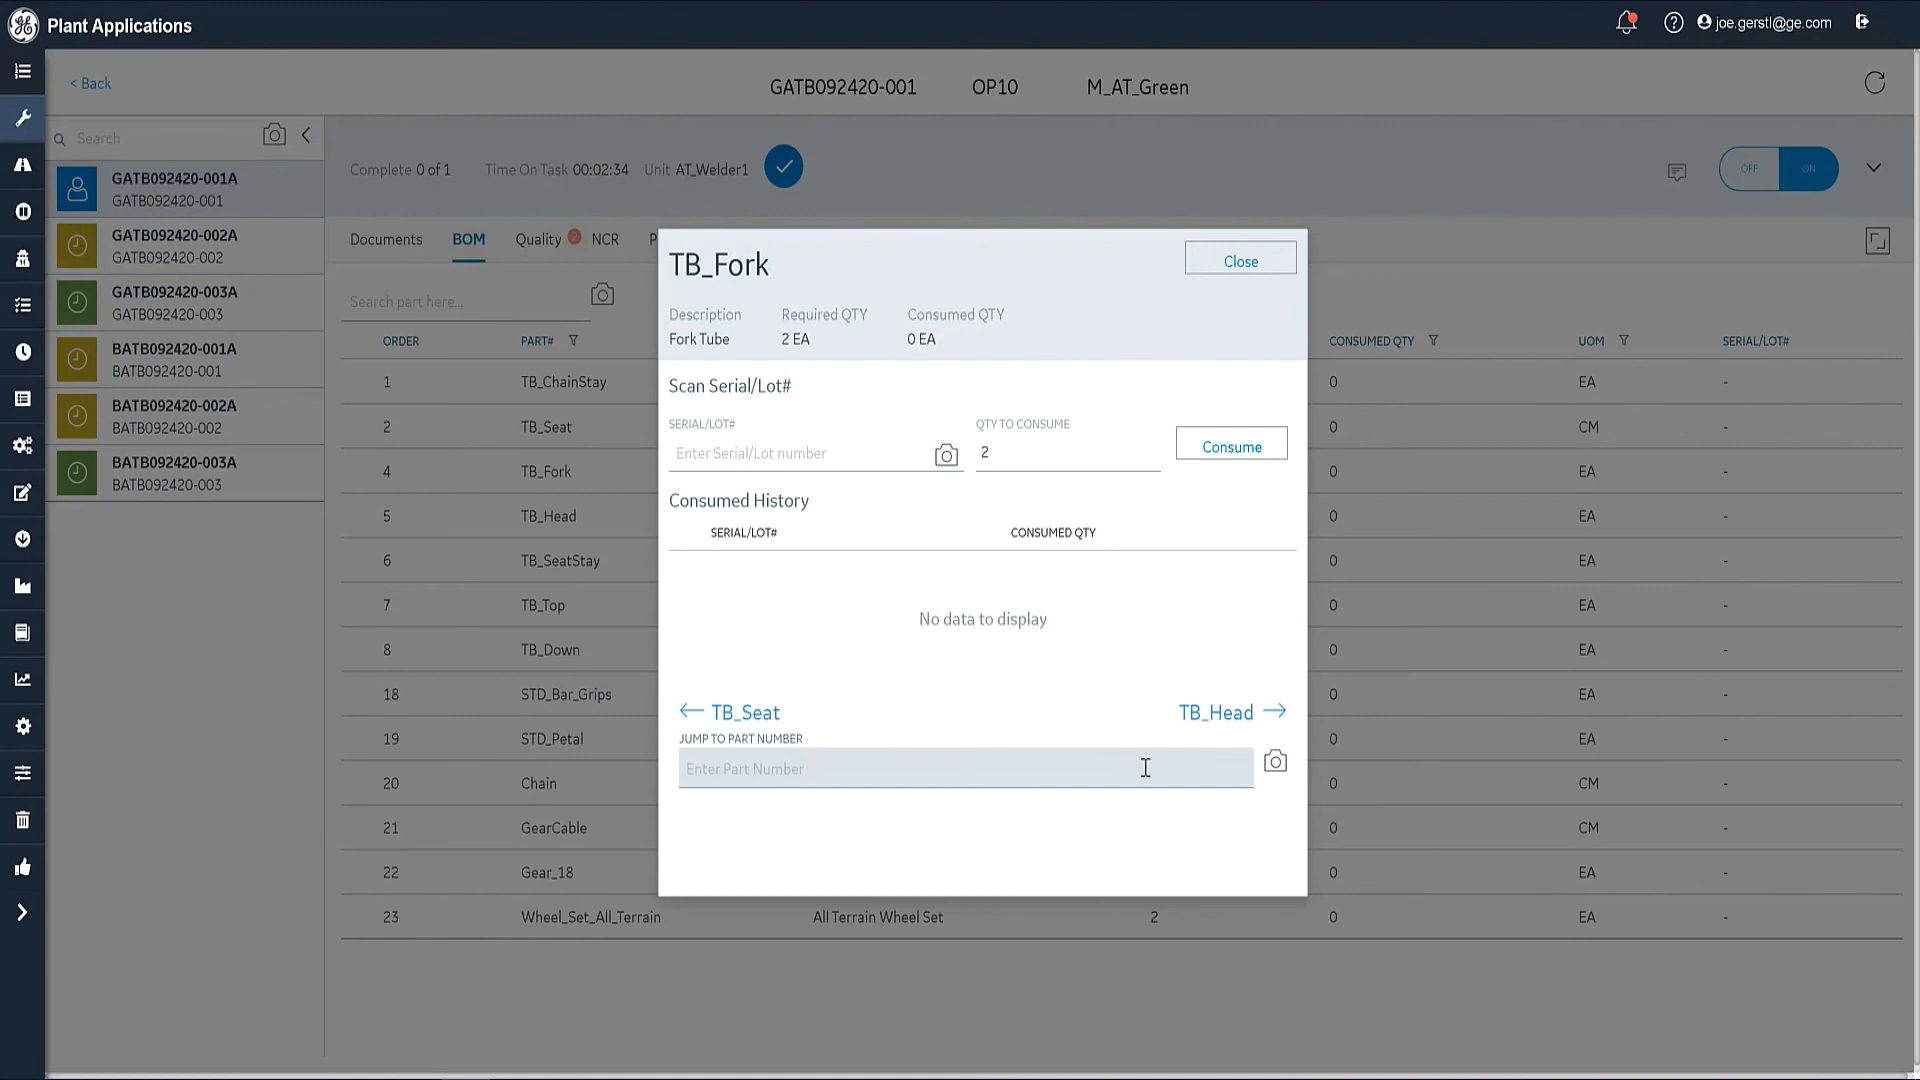 Plant Applications
joe.gerstl@ge.com
< Back
GATB092420-001 OP10 M_AT_Green
Search
GATB092420-001A
GATB092420-001
GATB092420-002A
GATB092420-002
GATB092420-003A
GATB092420-003
BATB092420-001A
BATB092420-001
BATB092420-002A
BATB092420-002
BATB092420-003A
BATB092420-003
Complete 0 of 1 Time On Task 00:02:34 Unit AT_Welder1
OFF ON
Documents BOM Quality 2 NCR P
Search part here...
ORDER PART# CONSUMED QTY UOM SERIAL/LOT#
1 TB_ChainStay 0 EA -
2 TB_Seat 0 CM -
4 TB_Fork 0 EA -
5 TB_Head 0 EA -
6 TB_SeatStay 0 EA -
7 TB_Top 0 EA -
8 TB_Down 0 EA -
18 STD_Bar_Grips 0 EA -
19 STD_Petal 0 EA -
20 Chain 0 CM -
21 GearCable 0 CM -
22 Gear_18 0 EA -
23 Wheel_Set_All_Terrain All Terrain Wheel Set 2 0 EA -
TB_Fork
Close
Description Required QTY Consumed QTY
Fork Tube 2 EA 0 EA
Scan Serial/Lot#
SERIAL/LOT# QTY TO CONSUME
Enter Serial/Lot number 2 Consume
Consumed History
SERIAL/LOT# CONSUMED QTY
No data to display
TB_Seat TB_Head
JUMP TO PART NUMBER
Enter Part Number